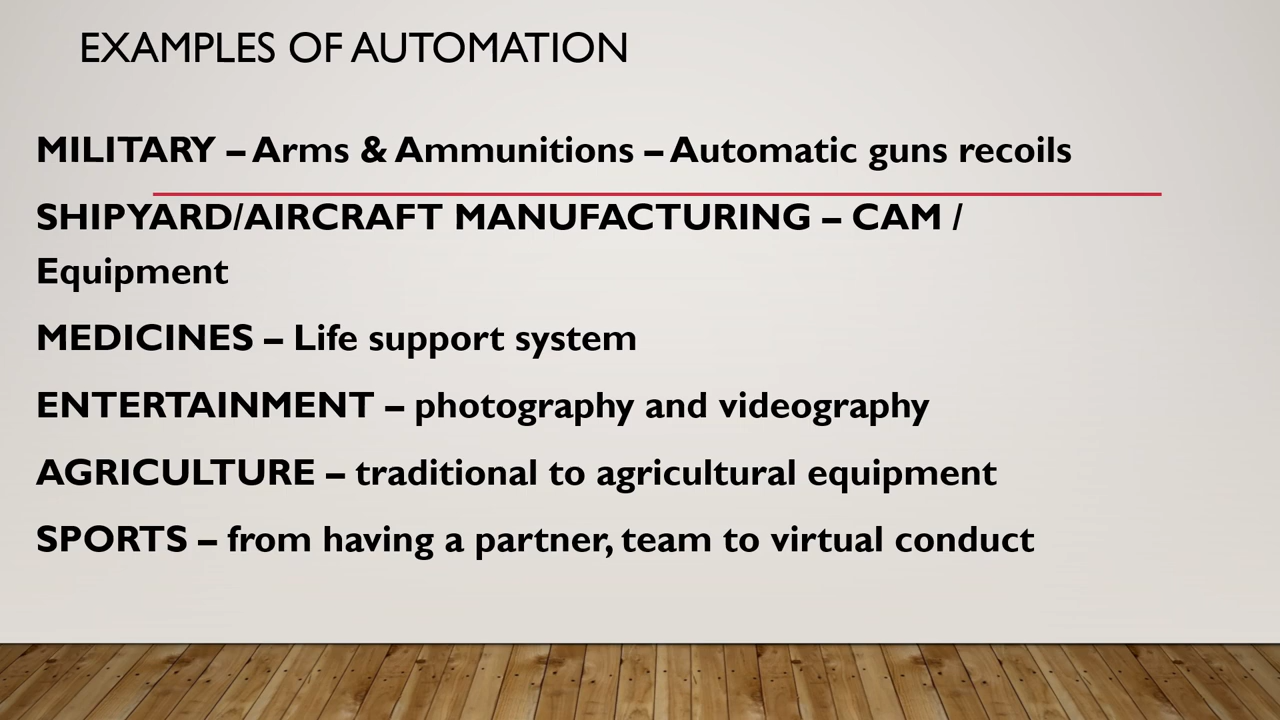 EXAMPLES OF AUTOMATION
MILITARY – Arms & Ammunitions – Automatic guns recoils
SHIPYARD/AIRCRAFT MANUFACTURING – CAM /
Equipment
MEDICINES – Life support system
ENTERTAINMENT – photography and videography
AGRICULTURE – traditional to agricultural equipment
SPORTS – from having a partner, team to virtual conduct